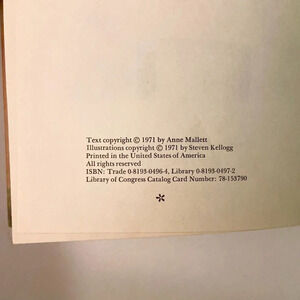 Text copyright © 1971 by Anne Mallett
Illustrations copyright © 1971 by Steven Kellogg
Printed in the United States of America
All rights reserved
ISBN: Trade 0-8193-0496-4, Library 0-8193-0497-2
Library of Congress Catalog Card Number: 78-153790
*